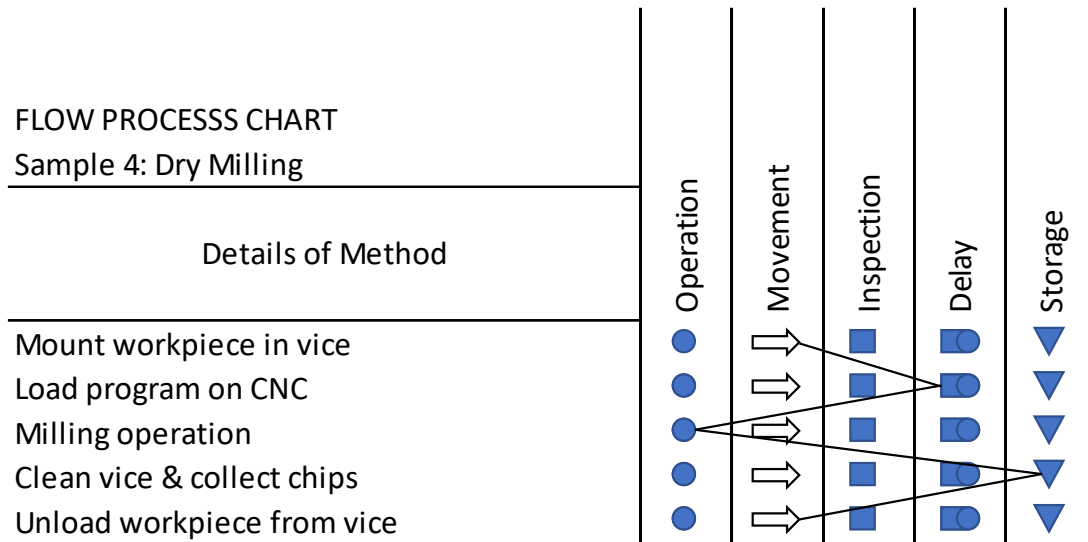 FLOW PROCESSS CHART
Sample 4: Dry Milling
Details of Method
Operation
Movement
Inspection
Delay
Storage
Mount workpiece in vice
Load program on CNC
Milling operation
Clean vice & collect chips
Unload workpiece from vice